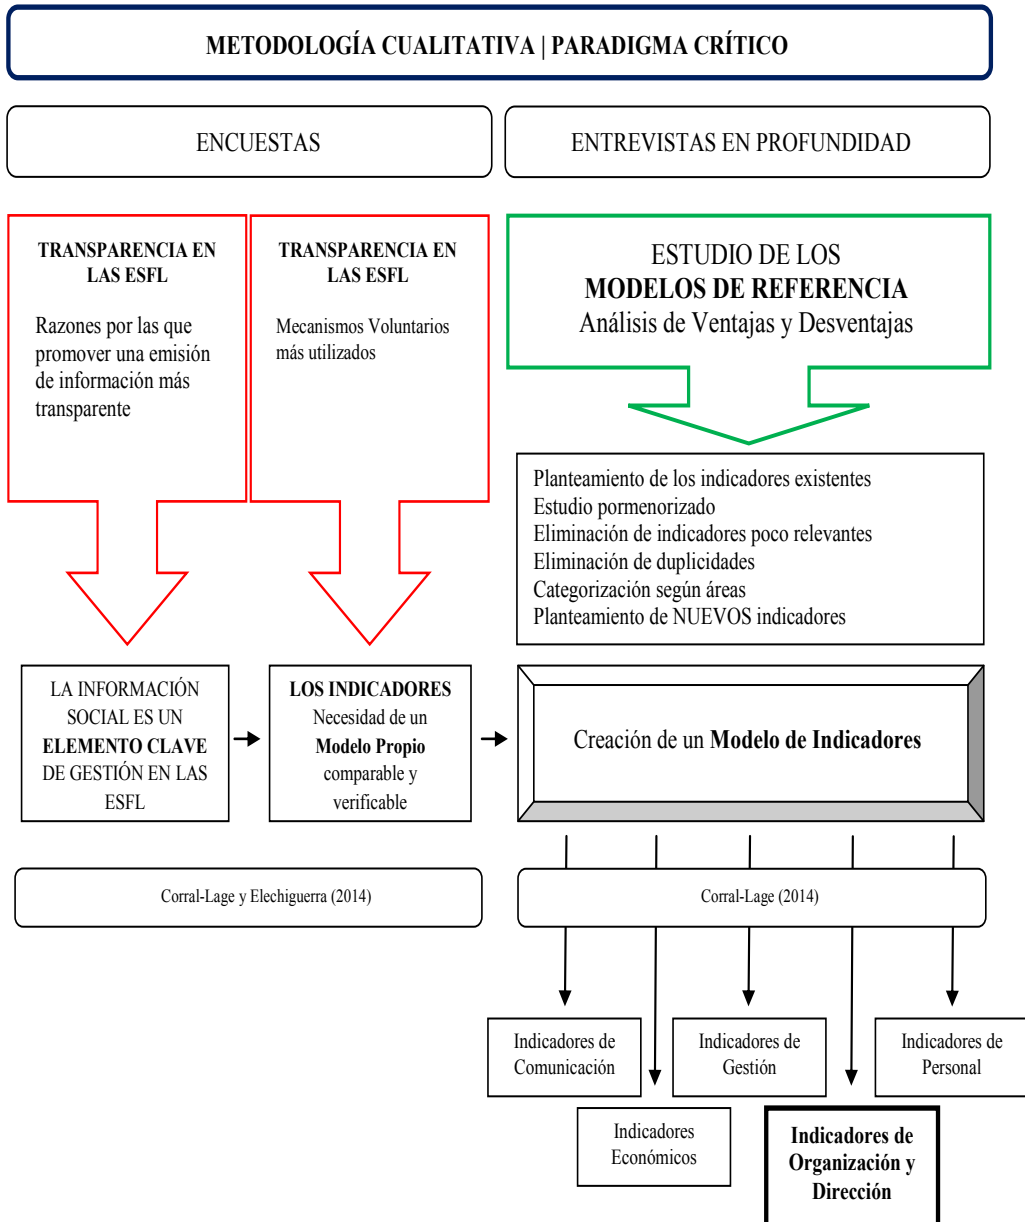 METODOLOGÍA CUALITATIVA | PARADIGMA CRÍTICO
ENCUESTAS
ENTREVISTAS EN PROFUNDIDAD
TRANSPARENCIA EN
LAS ESFL
Razones por las que
promover una emisión
de información más
transparente
TRANSPARENCIA EN
LAS ESFL
Mecanismos Voluntarios
más utilizados
ESTUDIO DE LOS
MODELOS DE REFERENCIA
Análisis de Ventajas y Desventajas
Planteamiento de los indicadores existentes
Estudio pormenorizado
Eliminación de indicadores poco relevantes
Eliminación de duplicidades
Categorización según áreas
Planteamiento de NUEVOS indicadores
LA INFORMACIÓN
SOCIAL ES UN
ELEMENTO CLAVE
DE GESTIÓN EN LAS
ESFL
LOS INDICADORES
Necesidad de un
Modelo Propio
comparable y
verificable
Creación de un Modelo de Indicadores
Corral-Lage y Elechiguerra (2014)
Corral-Lage (2014)
Indicadores de
Comunicación
Indicadores de
Gestión
Indicadores de
Personal
Indicadores
Económicos
Indicadores de
Organización y
Dirección